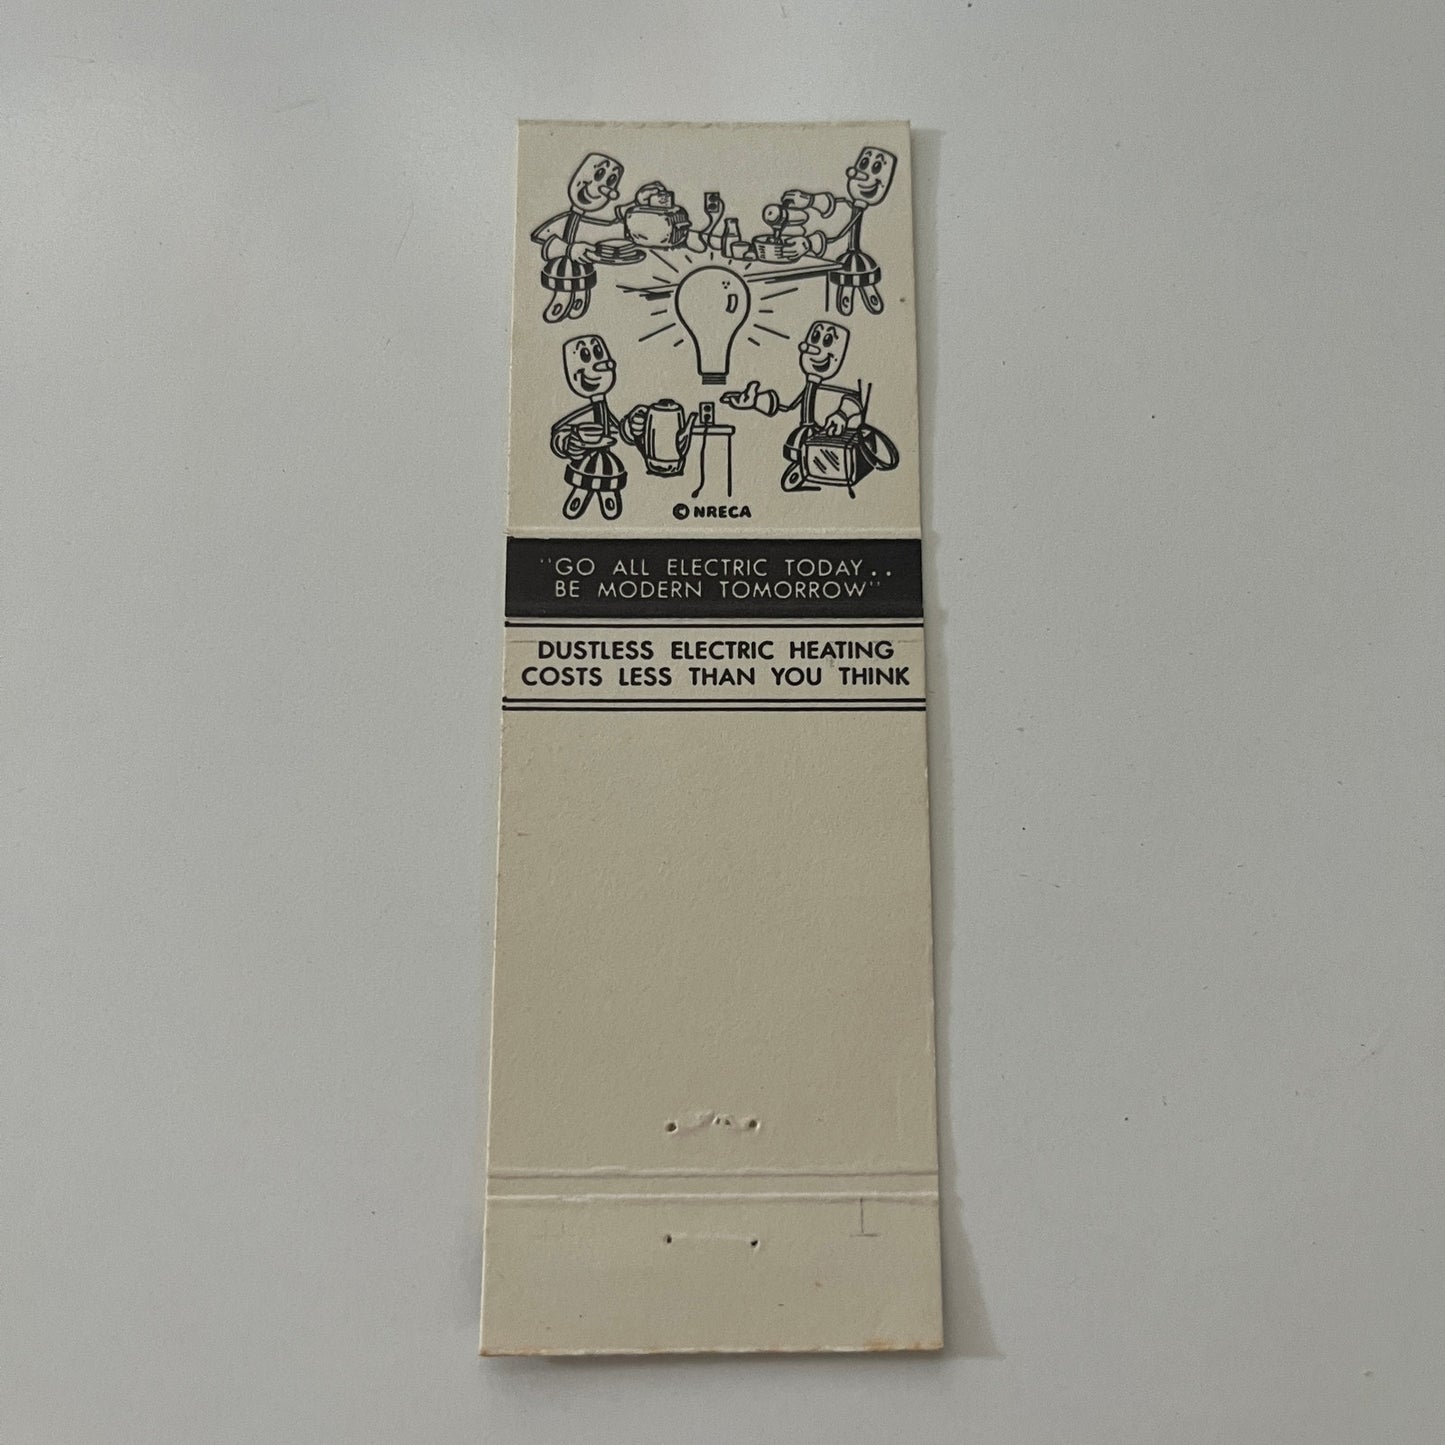 © NRECA
"GO ALL ELECTRIC TODAY..
BE MODERN TOMORROW"
DUSTLESS ELECTRIC HEATING
COSTS LESS THAN YOU THINK